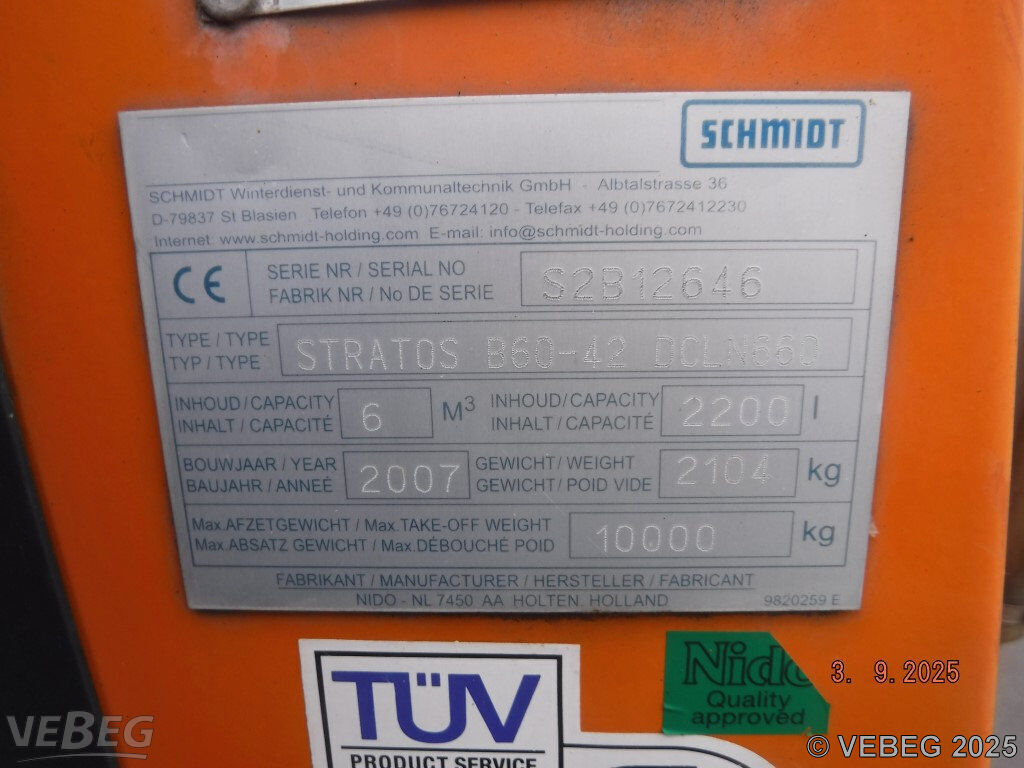 SCHMIDT
SCHMIDT Winterdienst- und Kommunaltechnik GmbH - Albtalstrasse 36
D-79837 St Blasien Telefon +49 (0)76724120 - Telefax +49 (0)7672412230
Internet: www.schmidt-holding.com E-mail: info@schmidt-holding.com
CE SERIE NR / SERIAL NO
FABRIK NR / No DE SERIE S2B12646
TYPE / TYPE
TYP / TYPE STRATOS B60-42 DCLN660
INHOUD / CAPACITY
INHALT / CAPACITÉ 6 M³
INHOUD / CAPACITY
INHALT / CAPACITÉ 2200 l
BOUWJAAR / YEAR
BAUJAHR / ANNEÉ 2007
GEWICHT / WEIGHT
GEWICHT / POID VIDE 2104 kg
Max.AFZETGEWICHT / Max.TAKE-OFF WEIGHT
Max.ABSATZ GEWICHT / Max.DÉBOUCHÉ POID 10000 kg
FABRIKANT / MANUFACTURER / HERSTELLER / FABRICANT
NIDO - NL 7450 AA HOLTEN. HOLLAND 9820259 E
TÜV
PRODUCT SERVICE
Nido
Quality
approved
3. 9.2025
VEBEG
© VEBEG 2025